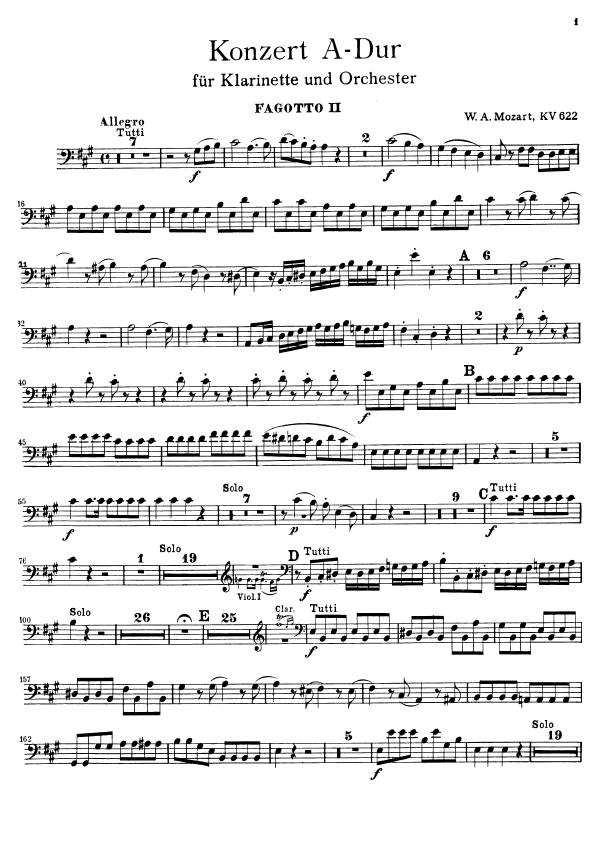 1
Konzert A-Dur
für Klarinette und Orchester
FAGOTTO II
W. A. Mozart, KV 622
Allegro
Tutti
7 2
f f
16
21 A 6
f
32 2
p
40 B
f
45 5
55 Solo 7 9 C Tutti
f p f
76 1 Solo 19 D Tutti
Viol. I f
100 Solo 26 E 25 Clar. Tutti
f
157
162 5 Solo 19
f